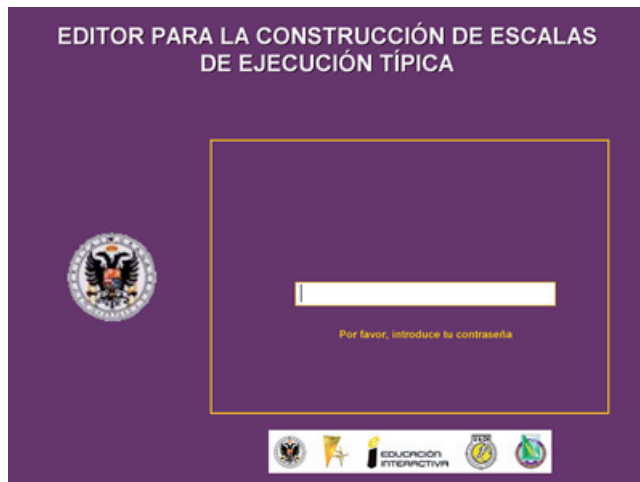 EDITOR PARA LA CONSTRUCCIÓN DE ESCALAS
DE EJECUCIÓN TÍPICA
Por favor, introduce tu contraseña
EDUCACIÓN
INTERACTIVA